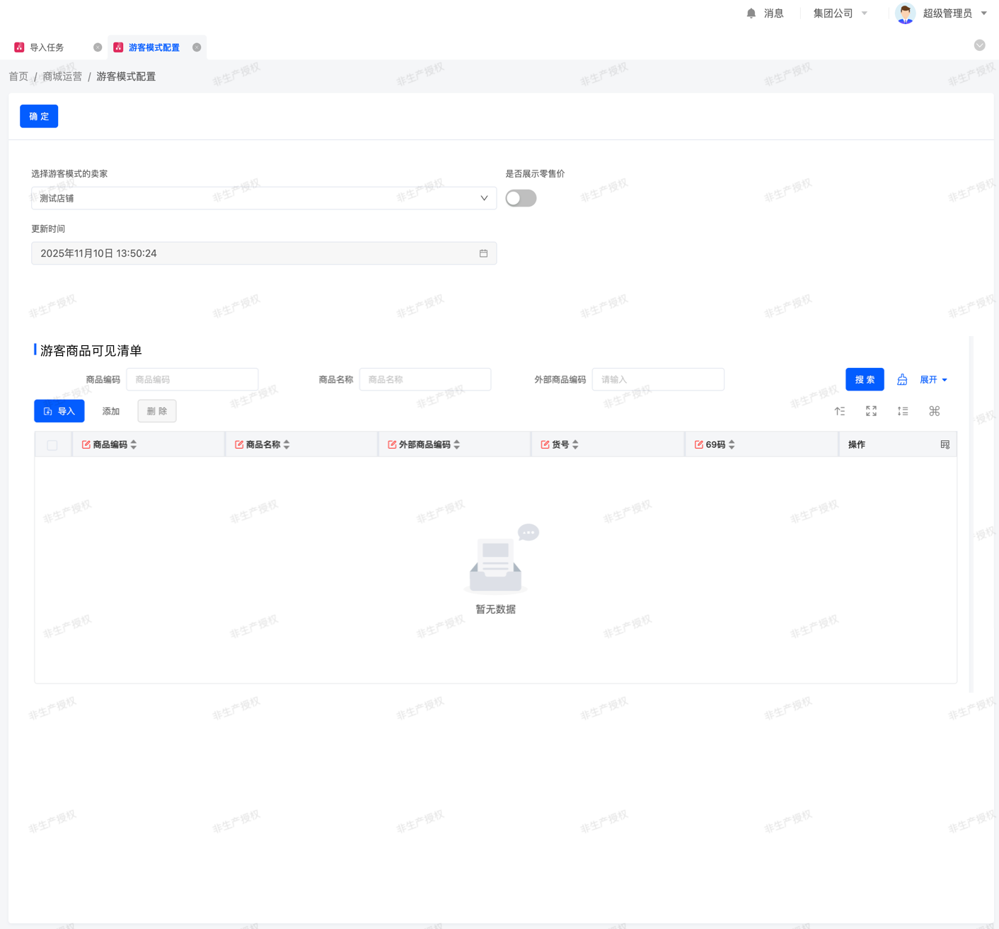 消息 集团公司 超级管理员
导入任务 游客模式配置
首页 / 商城运营 / 游客模式配置
确 定
选择游客模式的卖家 是否展示零售价
测试店铺
更新时间
2025年11月10日 13:50:24
游客商品可见清单
商品编码 商品编码 商品名称 商品名称 外部商品编码 请输入 搜 索 展开
导入 添加 删 除
商品编码 商品名称 外部商品编码 货号 69码 操作
暂无数据
非生产授权